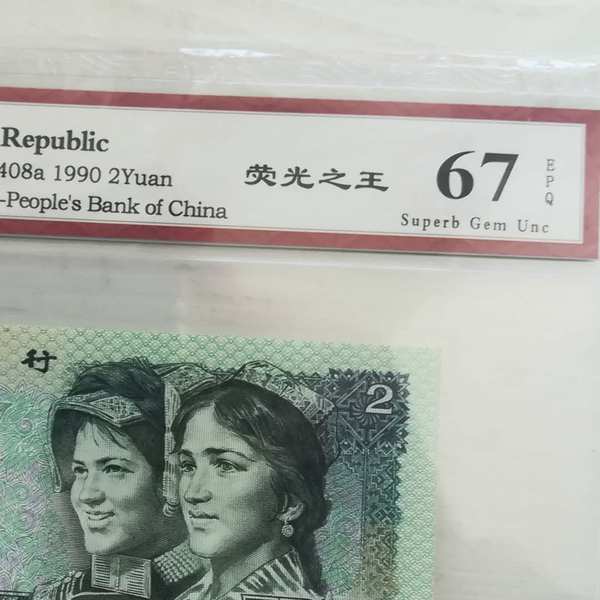 Republic
408a 1990 2Yuan
-People's Bank of China
荧光之王
67
EPQ
Superb Gem Unc
行
2